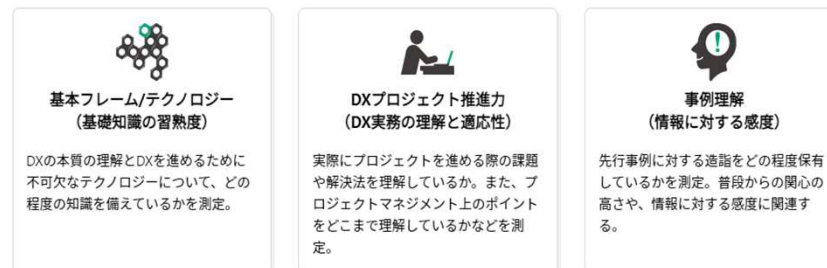 基本フレーム/テクノロジー
（基礎知識の習熟度）
DXの本質の理解とDXを進めるために
不可欠なテクノロジーについて、どの
程度の知識を備えているかを測定。
DXプロジェクト推進力
（DX実務の理解と適応性）
実際にプロジェクトを進める際の課題
や解決法を理解しているか。また、プ
ロジェクトマネジメント上のポイント
をどこまで理解しているかなどを測
定。
事例理解
（情報に対する感度）
先行事例に対する造詣をどの程度保有
しているかを測定。普段からの関心の
高さや、情報に対する感度に関連す
る。